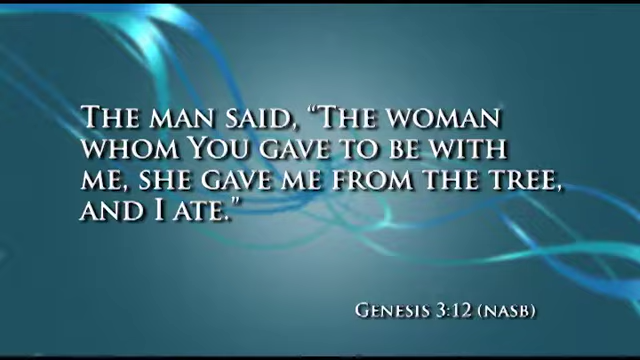 The man said, “The woman
whom You gave to be with
me, she gave me from the tree,
and I ate.”
Genesis 3:12 (NASB)